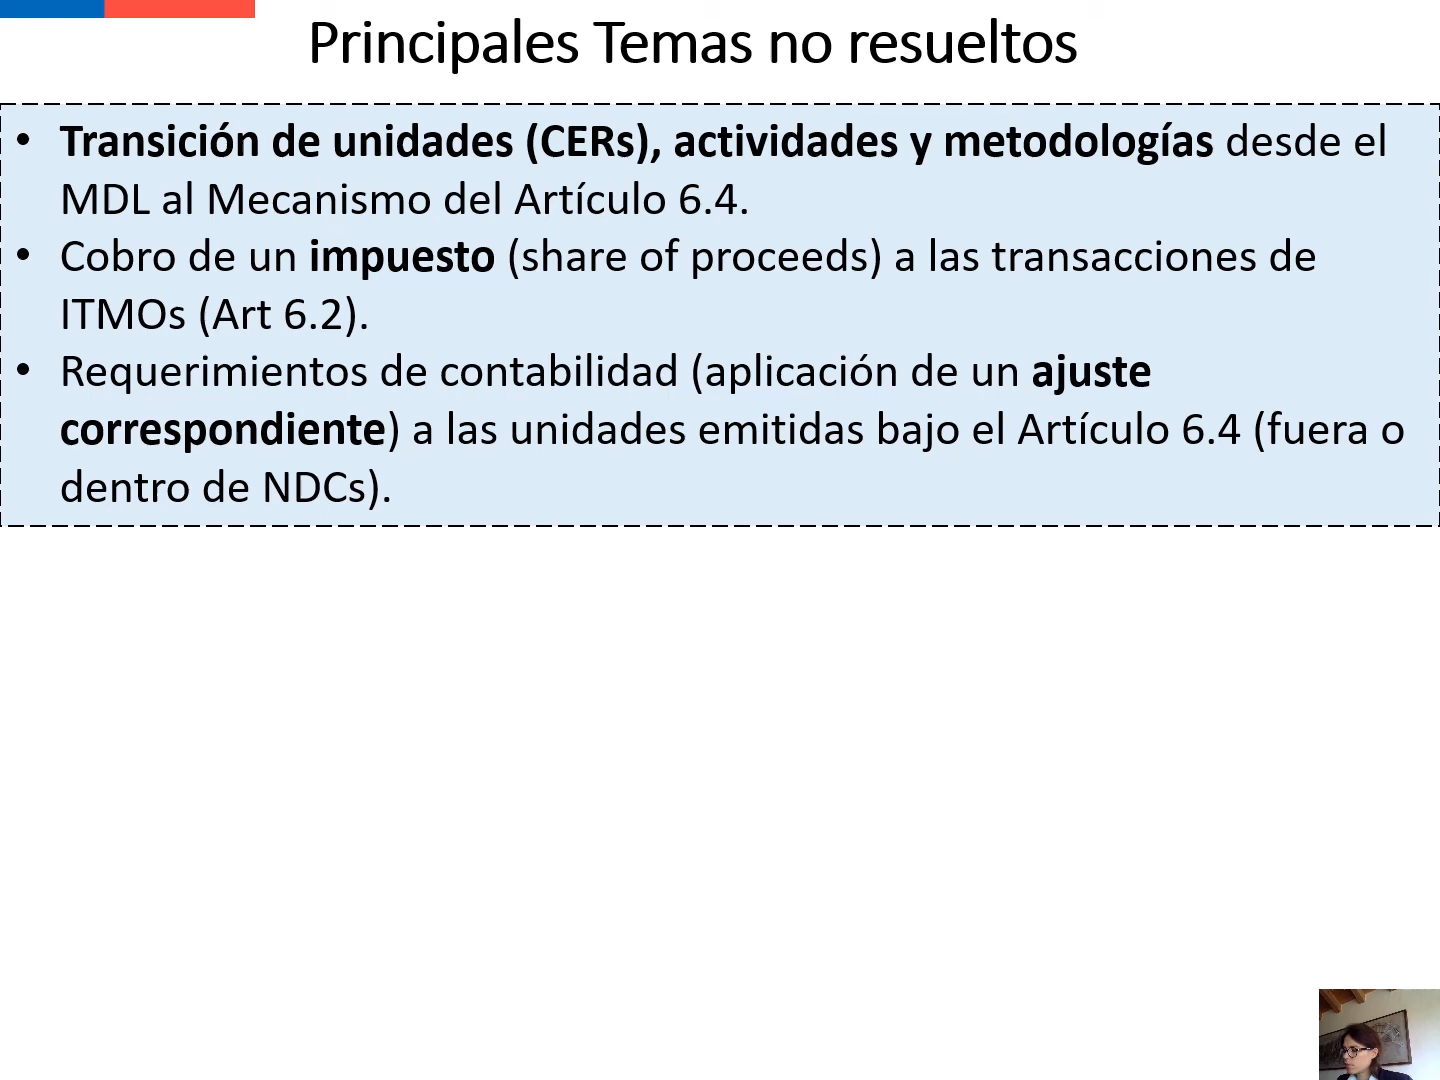 Principales Temas no resueltos
• Transición de unidades (CERs), actividades y metodologías desde el
MDL al Mecanismo del Artículo 6.4.
• Cobro de un impuesto (share of proceeds) a las transacciones de
ITMOs (Art 6.2).
• Requerimientos de contabilidad (aplicación de un ajuste
correspondiente) a las unidades emitidas bajo el Artículo 6.4 (fuera o
dentro de NDCs).